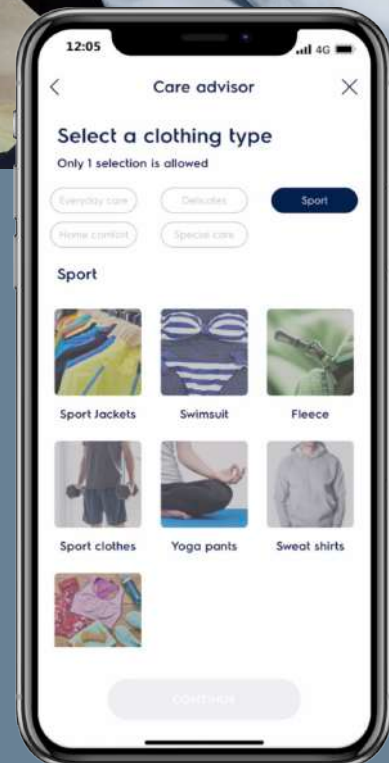 12:05
4G
Care advisor
Select a clothing type
Only 1 selection is allowed
Everyday care Delicates Sport
Home comfort Special care
Sport
Sport Jackets Swimsuit Fleece
Sport clothes Yoga pants Sweat shirts
CONTINUE